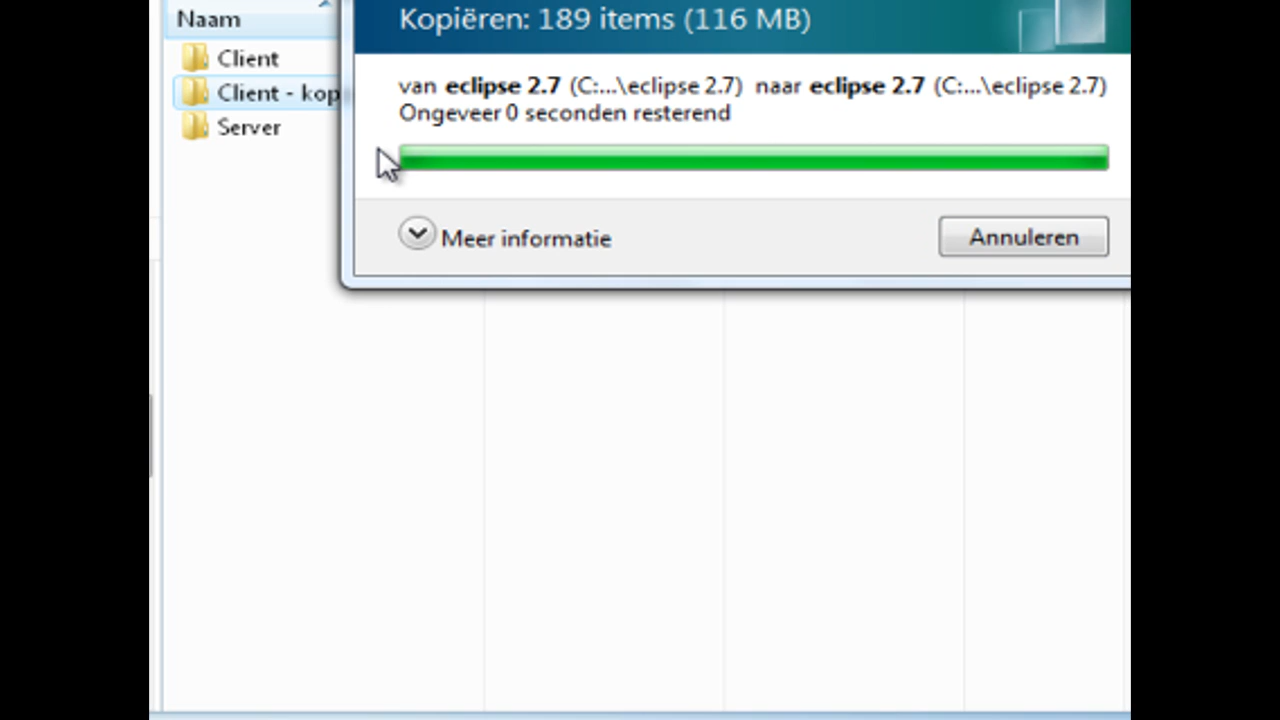 Naam
Client
Client - kop
Server
Kopiëren: 189 items (116 MB)
van eclipse 2.7 (C:...\eclipse 2.7) naar eclipse 2.7 (C:...\eclipse 2.7)
Ongeveer 0 seconden resterend
Meer informatie
Annuleren